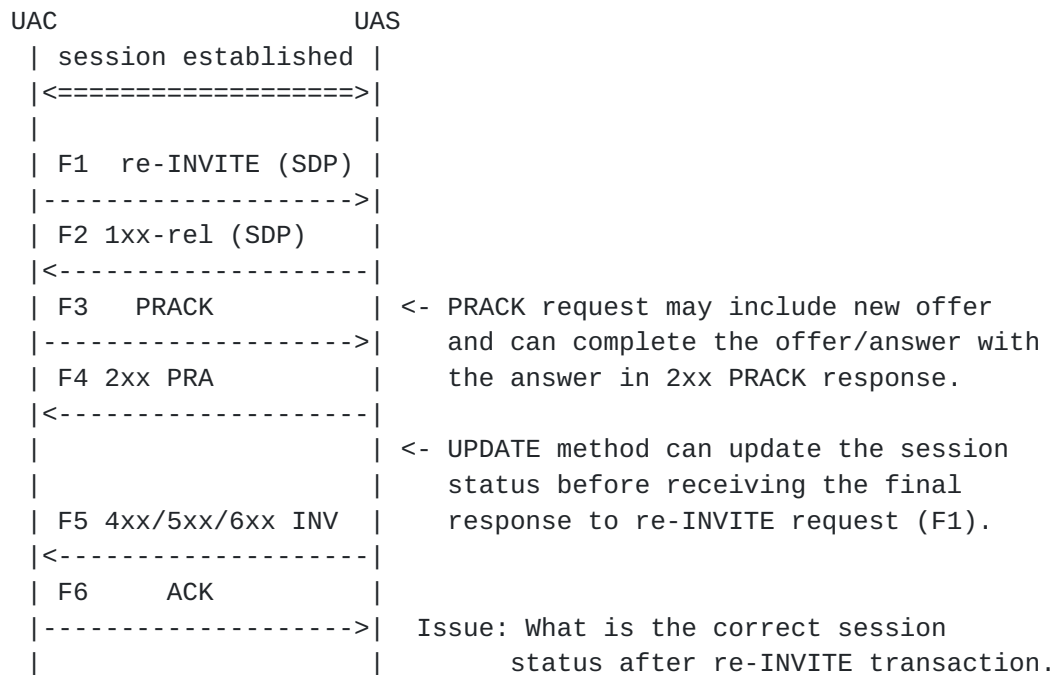 UAC                   UAS
 | session established |
 |<===================>|
 |                     |
 | F1  re-INVITE (SDP) |
 |-------------------->|
 | F2 1xx-rel (SDP)    |
 |<--------------------|
 | F3   PRACK          | <- PRACK request may include new offer
 |-------------------->|    and can complete the offer/answer with
 | F4 2xx PRA          |    the answer in 2xx PRACK response.
 |<--------------------|
 |                     | <- UPDATE method can update the session
 |                     |    status before receiving the final
 | F5 4xx/5xx/6xx INV  |    response to re-INVITE request (F1).
 |<--------------------|
 | F6     ACK          |
 |-------------------->|  Issue: What is the correct session
 |                     |        status after re-INVITE transaction.